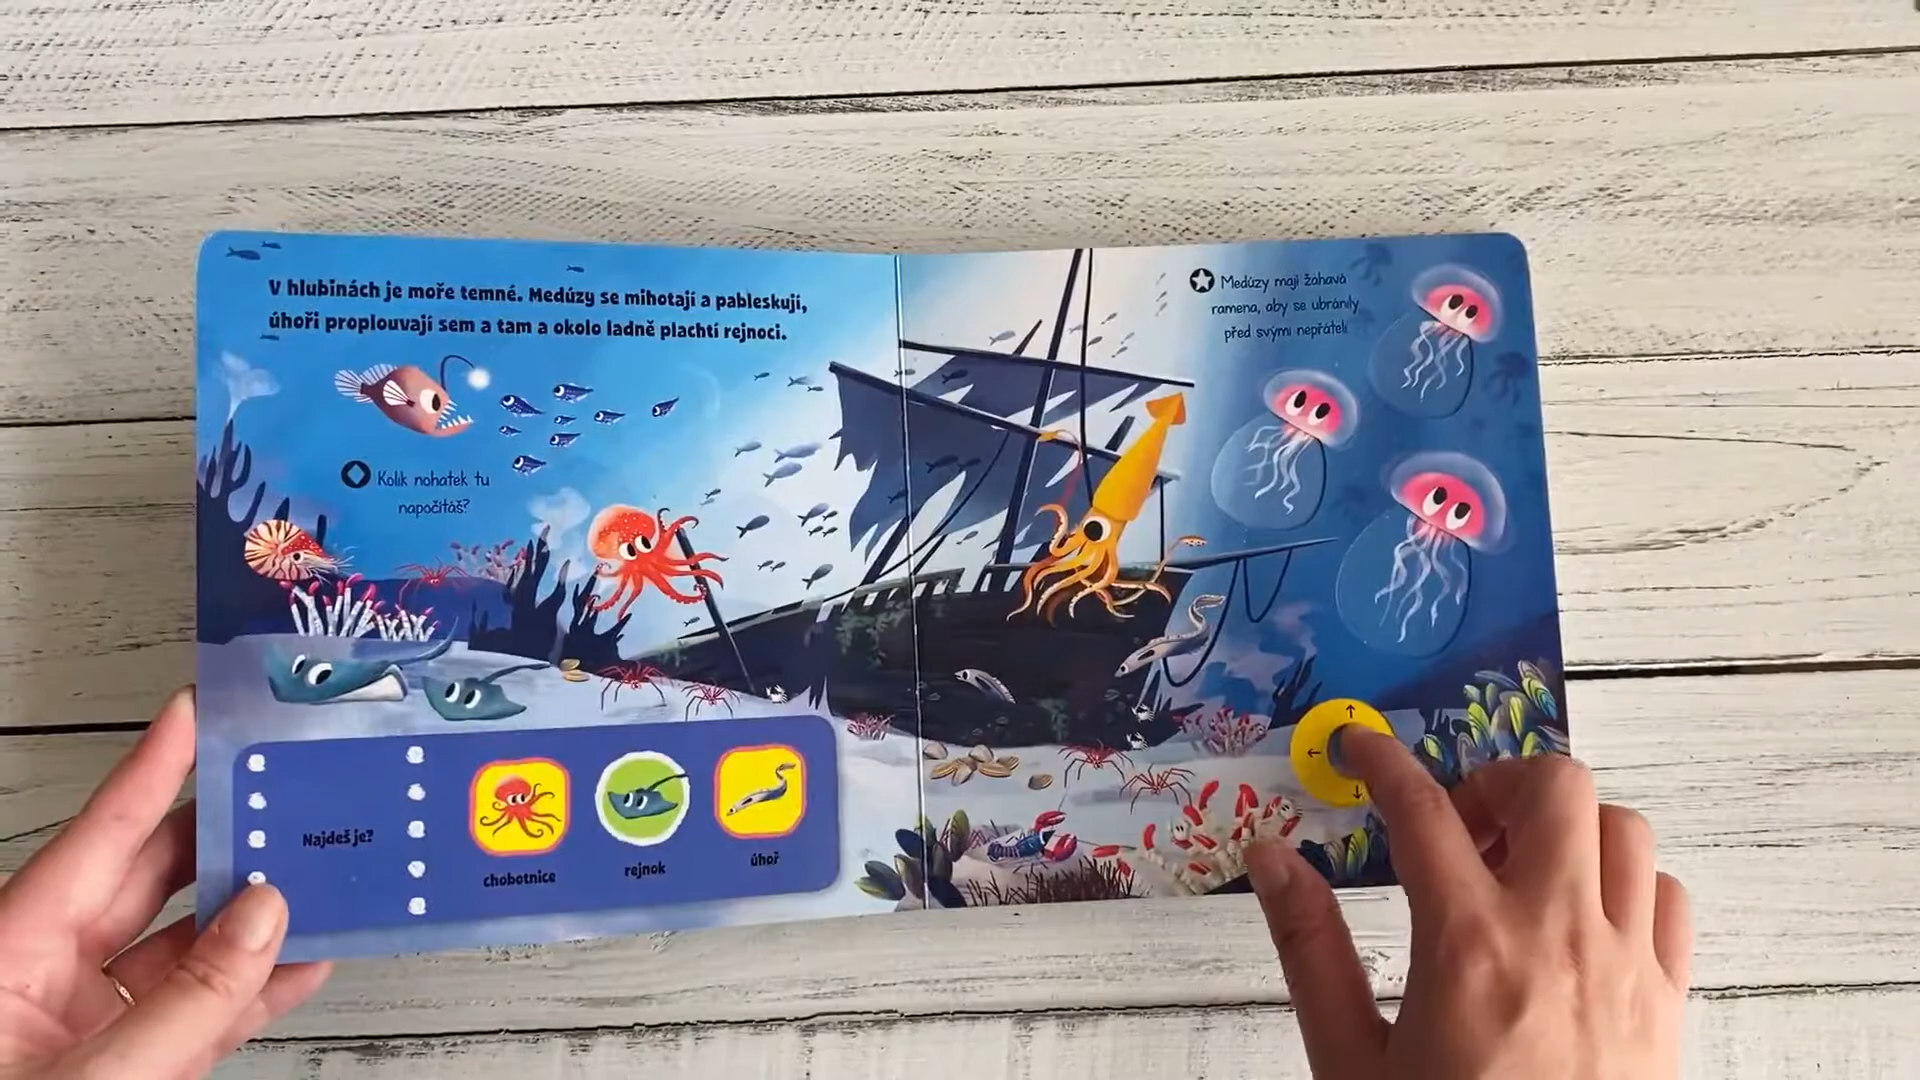 V hlubinách je moře temné. Medúzy se mihotají a pableskují,
úhoři proplouvají sem a tam a okolo ladně plachtí rejnoci.
Kolik nohatek tu
napočítáš?
Medúzy mají žahavá
ramena, aby se ubránily
před svými nepřáteli
Najdeš je?
chobotnice
rejnok
úhoř